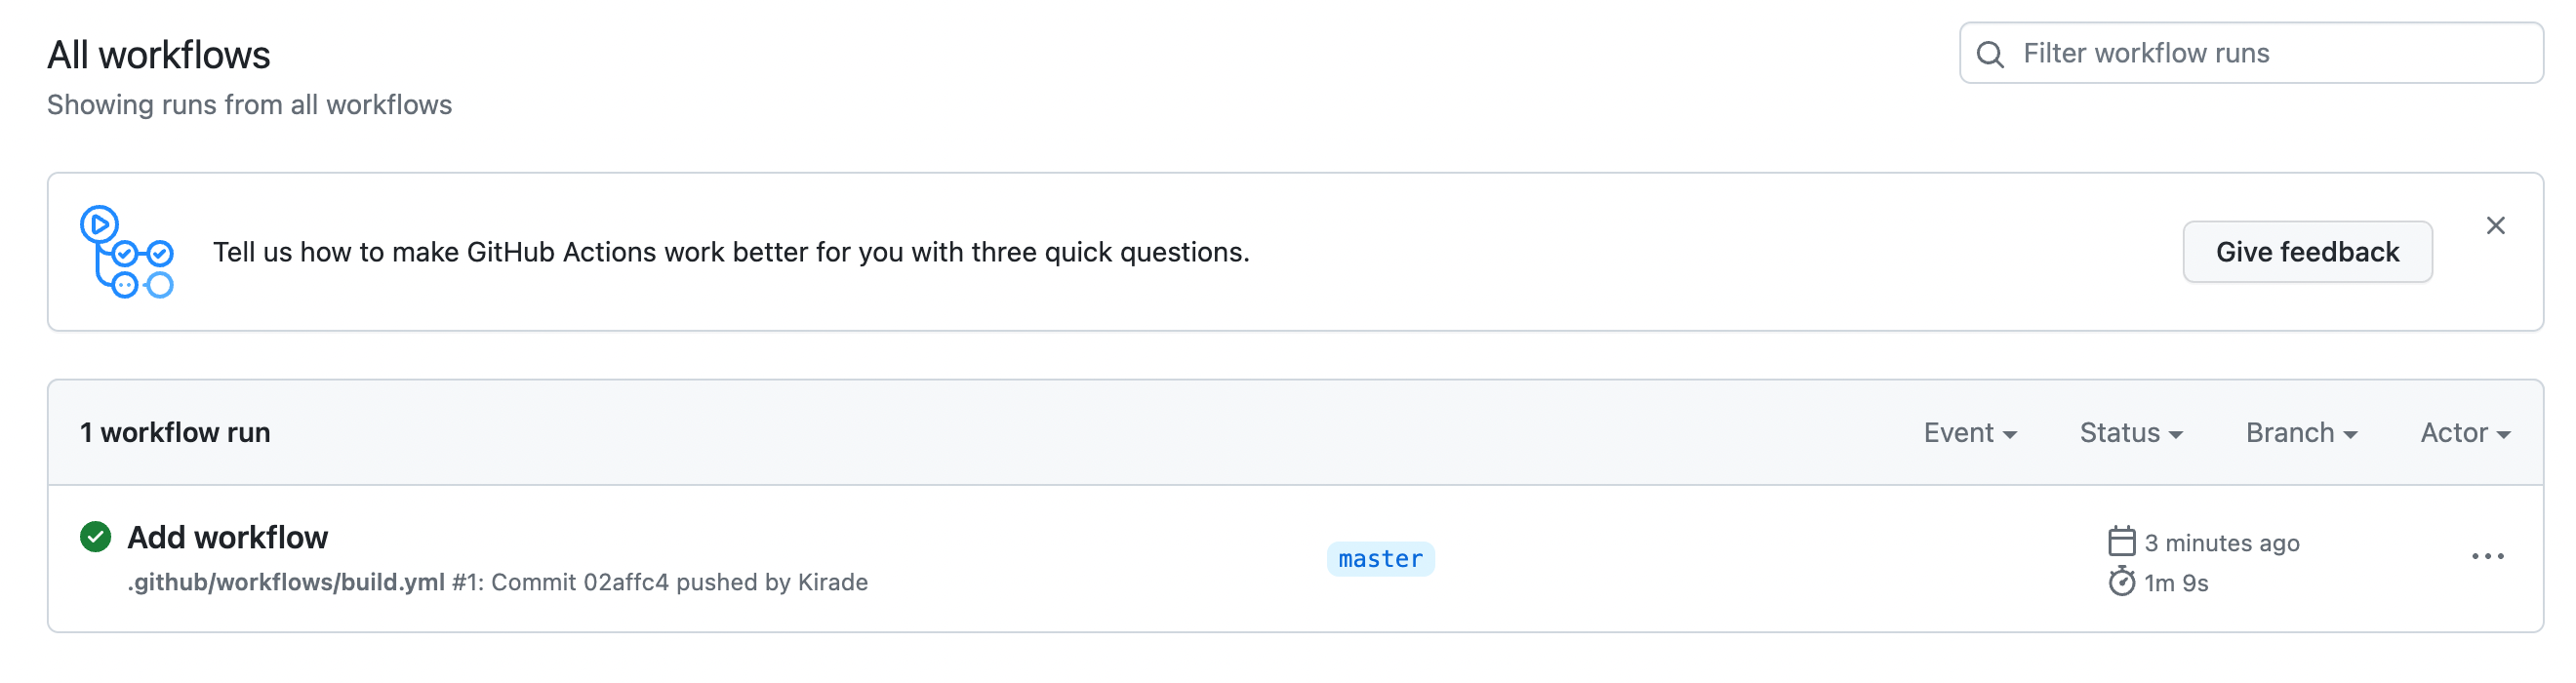 All workflows
Showing runs from all workflows
Filter workflow runs
Tell us how to make GitHub Actions work better for you with three quick questions.
Give feedback
1 workflow run
Event
Status
Branch
Actor
Add workflow
.github/workflows/build.yml #1: Commit 02affc4 pushed by Kirade
master
3 minutes ago
1m 9s